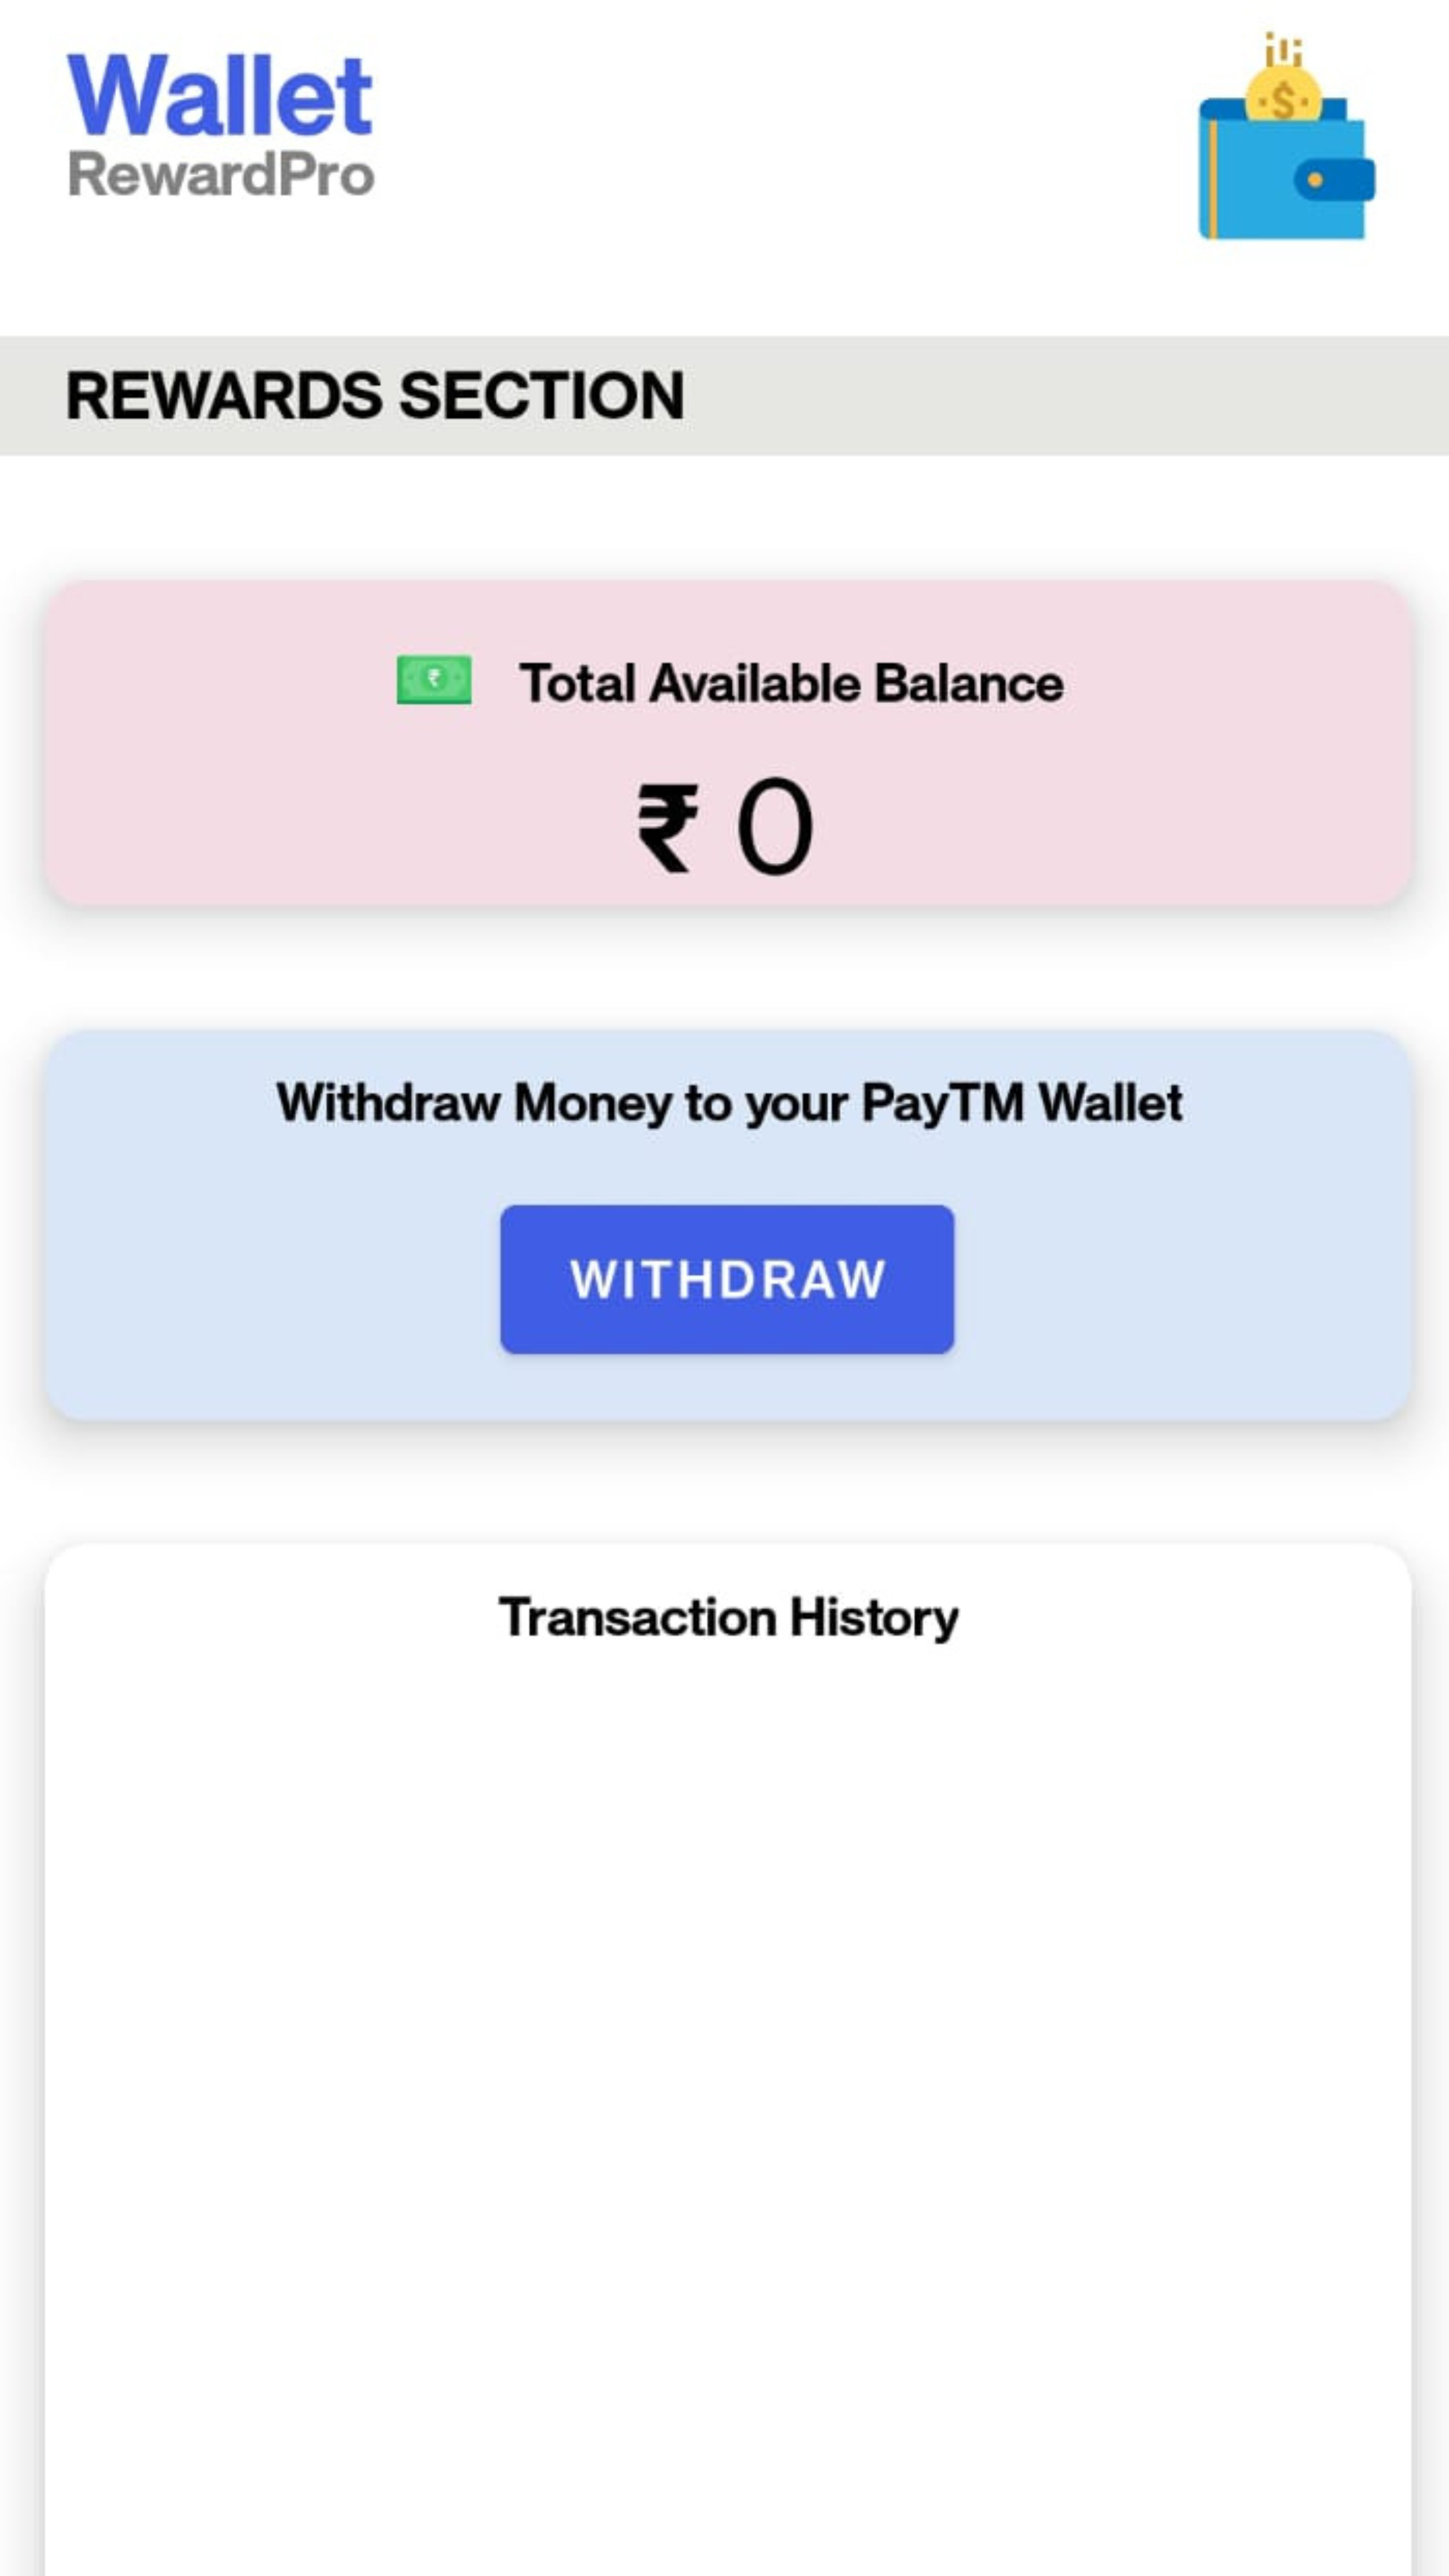 Wallet
RewardPro
REWARDS SECTION
Total Available Balance
₹ 0
Withdraw Money to your PayTM Wallet
WITHDRAW
Transaction History